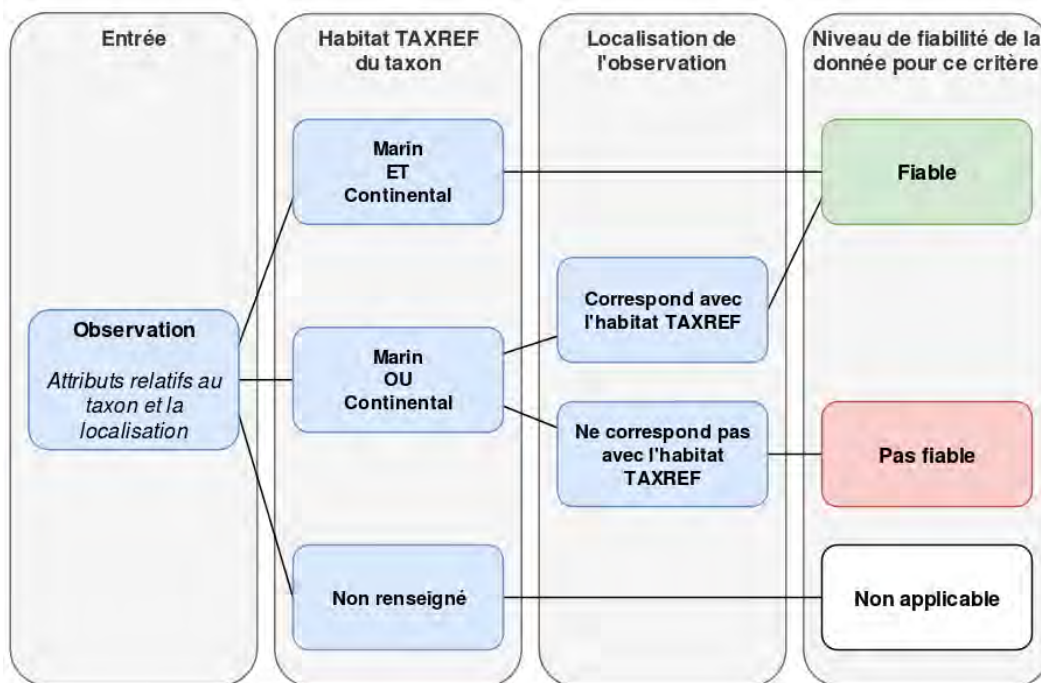 Entrée
Habitat TAXREF
du taxon
Localisation de
l'observation
Niveau de fiabilité de la
donnée pour ce critère
Marin
ET
Continental
Fiable
Correspond avec
l'habitat TAXREF
Observation
Attributs relatifs au
taxon et la
localisation
Marin
OU
Continental
Ne correspond pas
avec l'habitat
TAXREF
Pas fiable
Non renseigné
Non applicable